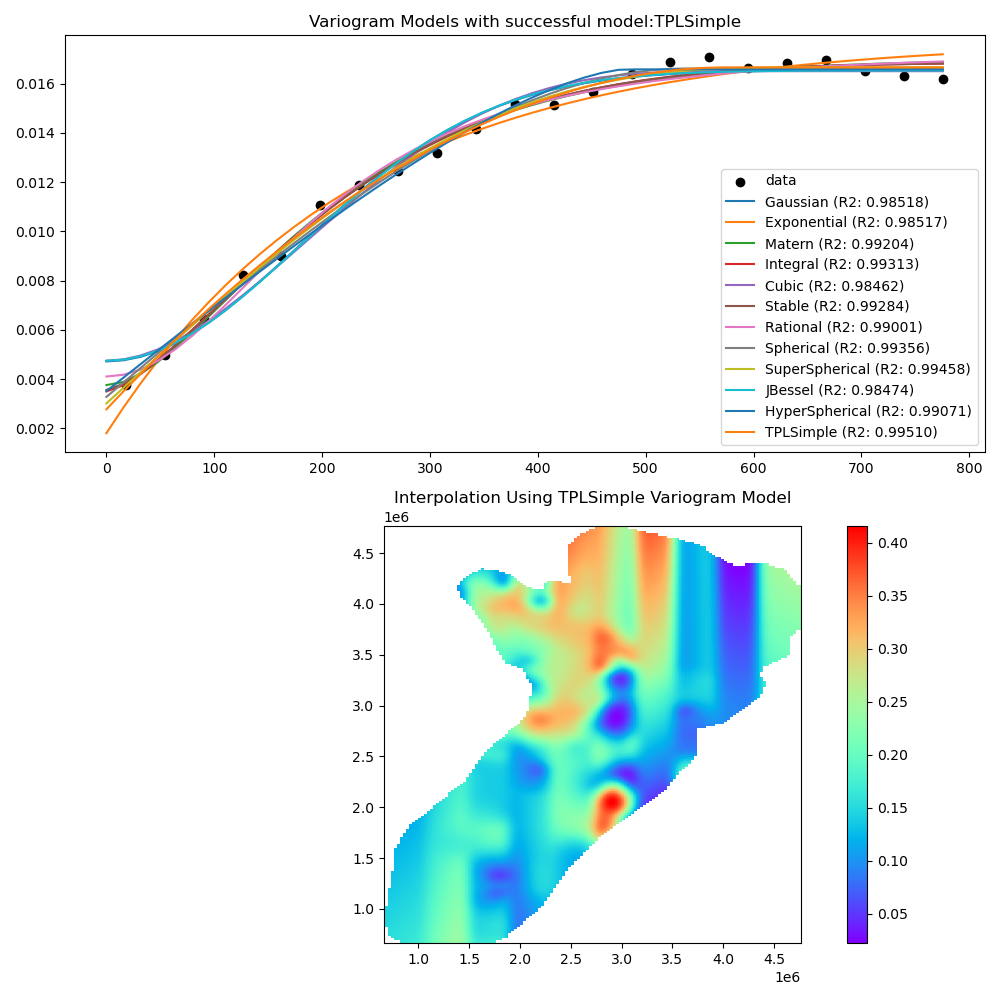 Variogram Models with successful model:TPLSimple
0.016
0.014
0.012
0.010
0.008
0.006
0.004
0.002
data
Gaussian (R2: 0.98518)
Exponential (R2: 0.98517)
Matern (R2: 0.99204)
Integral (R2: 0.99313)
Cubic (R2: 0.98462)
Stable (R2: 0.99284)
Rational (R2: 0.99001)
Spherical (R2: 0.99356)
SuperSpherical (R2: 0.99458)
JBessel (R2: 0.98474)
HyperSpherical (R2: 0.99071)
TPLSimple (R2: 0.99510)
0 100 200 300 400 500 600 700 800
Interpolation Using TPLSimple Variogram Model
1e6
4.5
4.0
3.5
3.0
2.5
2.0
1.5
1.0
1.0 1.5 2.0 2.5 3.0 3.5 4.0 4.5
1e6
0.40
0.35
0.30
0.25
0.20
0.15
0.10
0.05